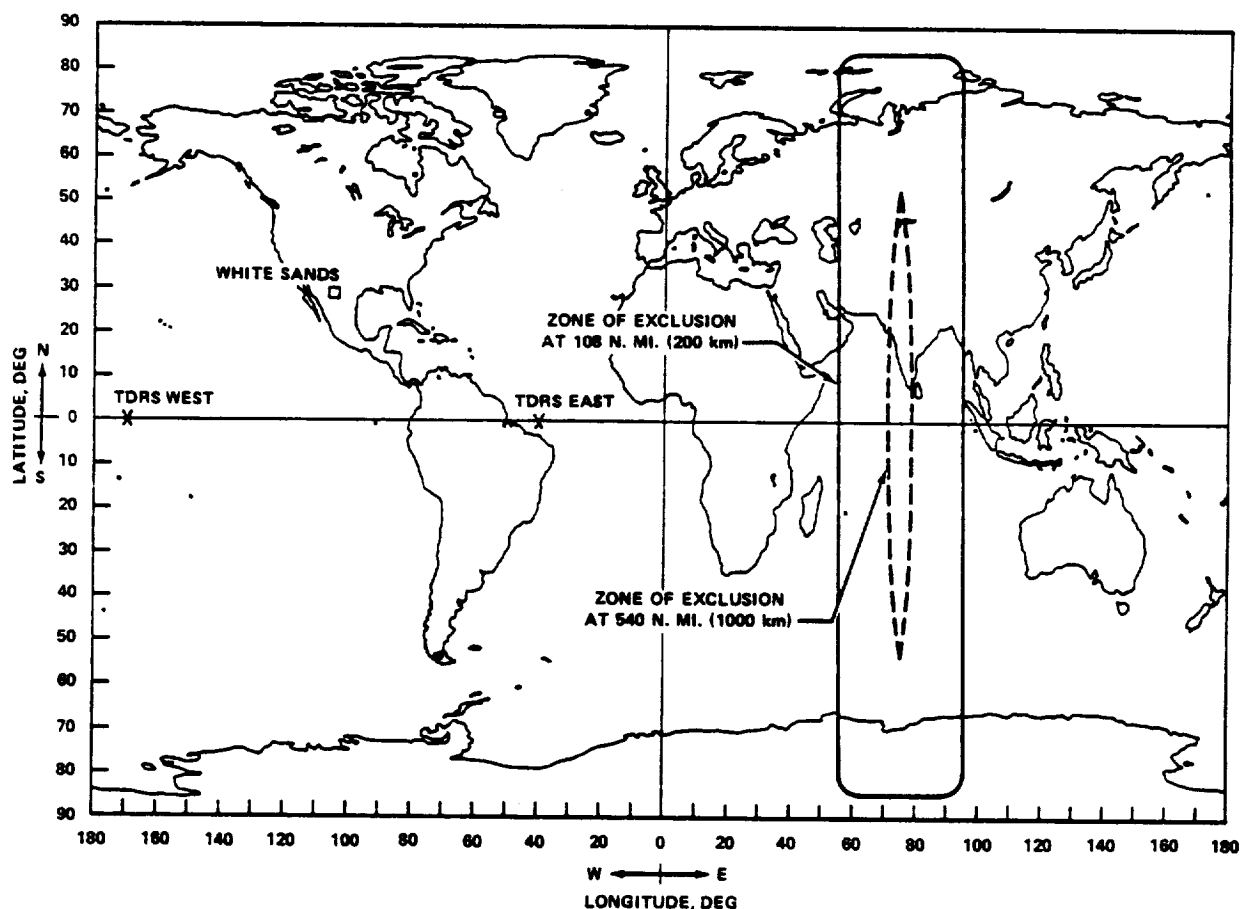 90
80
70
60
50
40
30
20
10
0
10
20
30
40
50
60
70
80
90
LATITUDE, DEG
N
S
WHITE SANDS
TDRS WEST
TDRS EAST
ZONE OF EXCLUSION
AT 108 N. MI. (200 km)
ZONE OF EXCLUSION
AT 540 N. MI. (1000 km)
180 160 140 120 100 80 60 40 20 0 20 40 60 80 100 120 140 160 180
W E
LONGITUDE, DEG